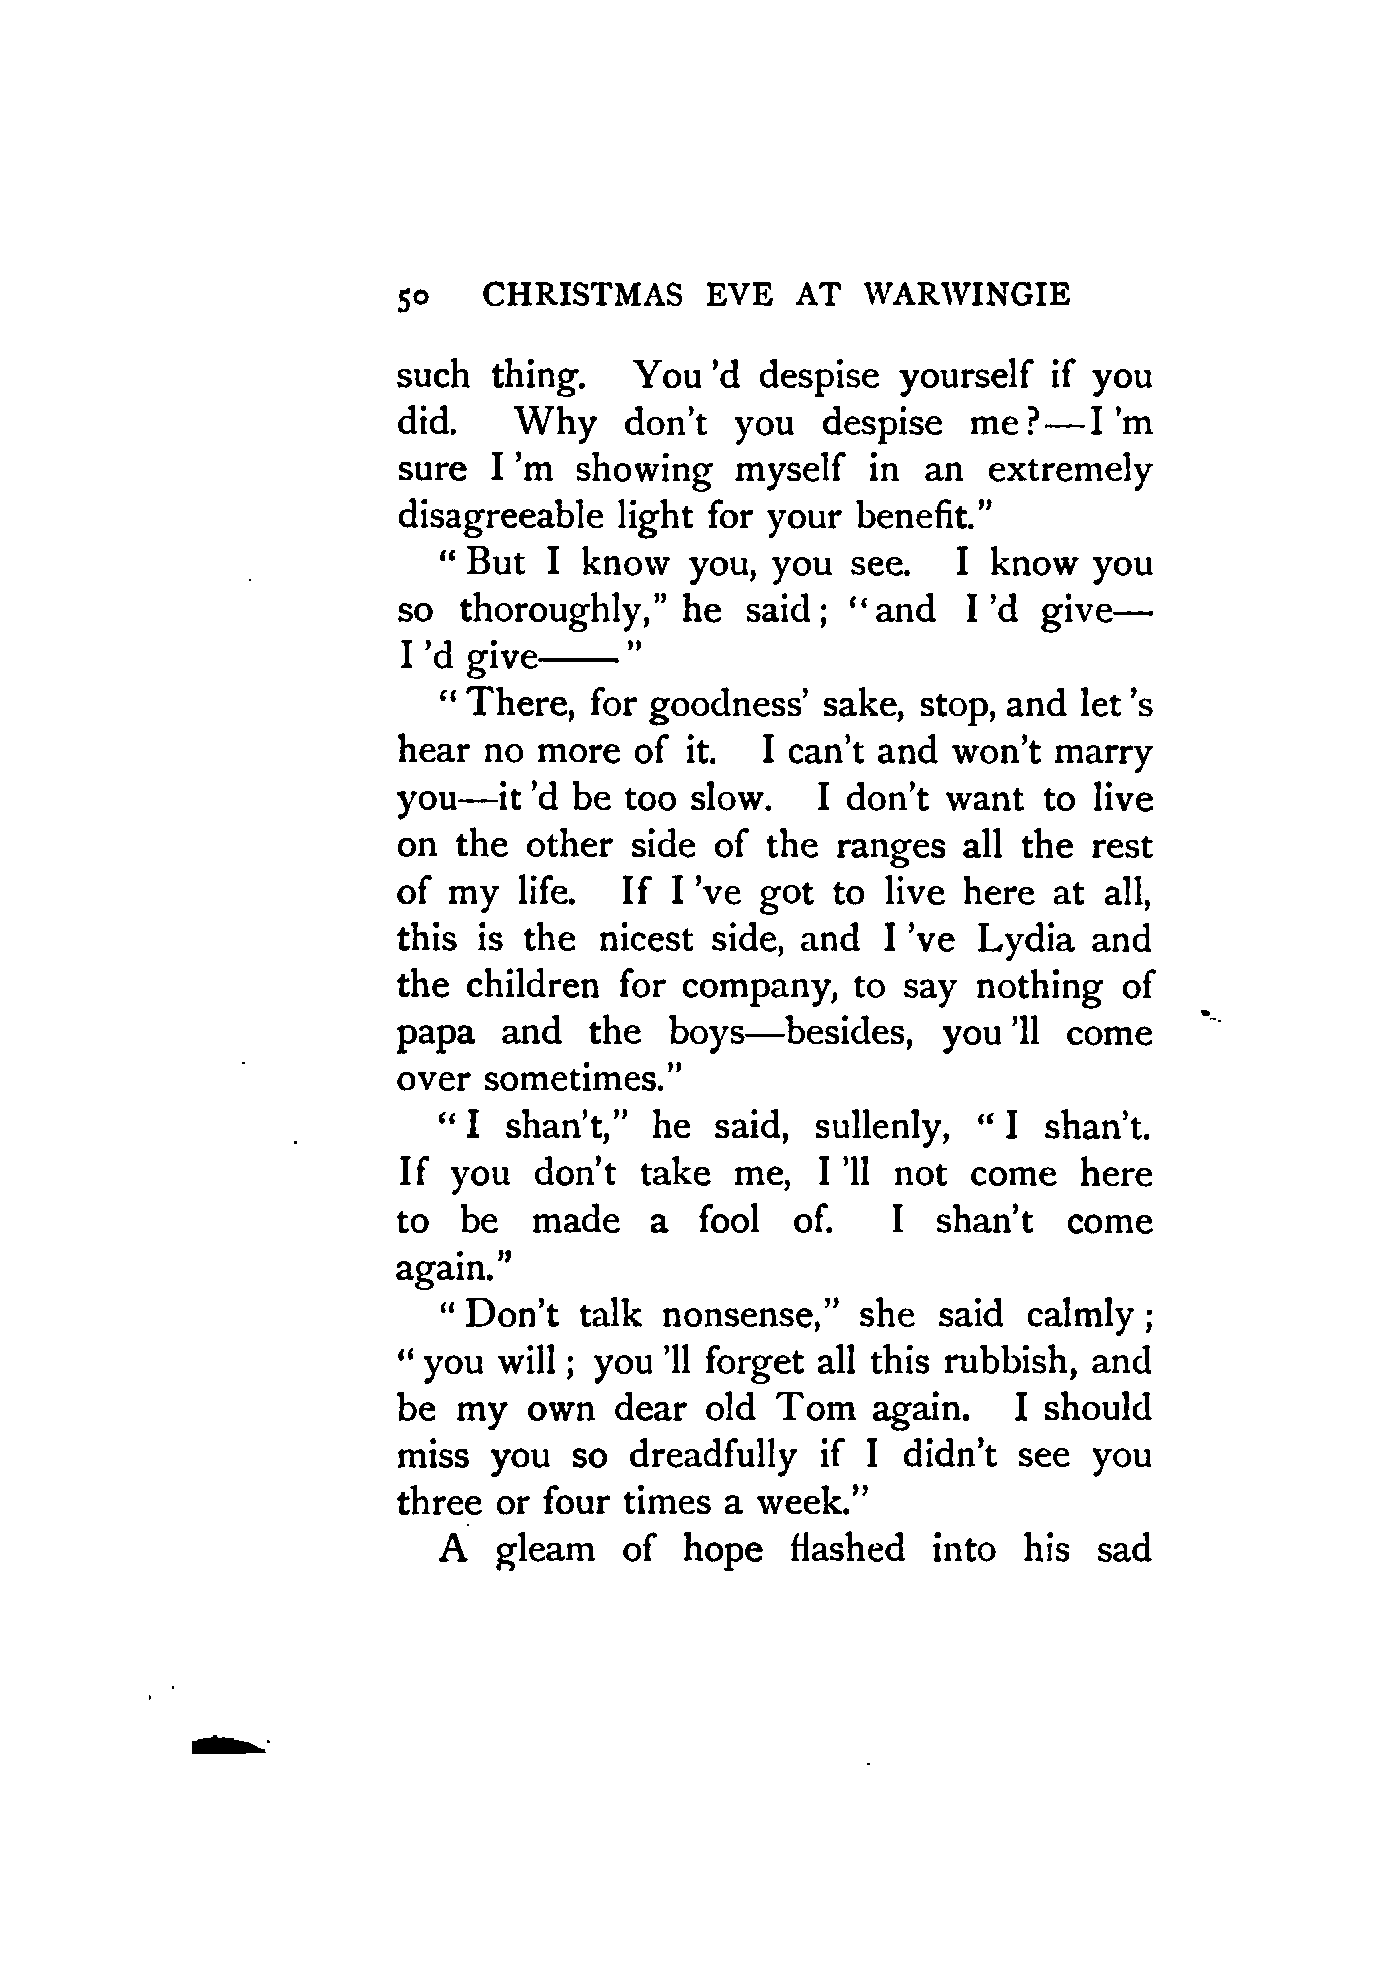 50 CHRISTMAS EVE AT WARWINGIE
such thing. You 'd despise yourself if you
did. Why don't you despise me?—I 'm
sure I 'm showing myself in an extremely
disagreeable light for your benefit."
"But I know you, you see. I know you
so thoroughly," he said; "and I 'd give—
I 'd give——"
"There, for goodness' sake, stop, and let 's
hear no more of it. I can't and won't marry
you—it 'd be too slow. I don't want to live
on the other side of the ranges all the rest
of my life. If I 've got to live here at all,
this is the nicest side, and I 've Lydia and
the children for company, to say nothing of
papa and the boys—besides, you 'll come
over sometimes."
"I shan't," he said, sullenly, "I shan't.
If you don't take me, I 'll not come here
to be made a fool of. I shan't come
again."
"Don't talk nonsense," she said calmly;
"you will; you 'll forget all this rubbish, and
be my own dear old Tom again. I should
miss you so dreadfully if I didn't see you
three or four times a week."
A gleam of hope flashed into his sad